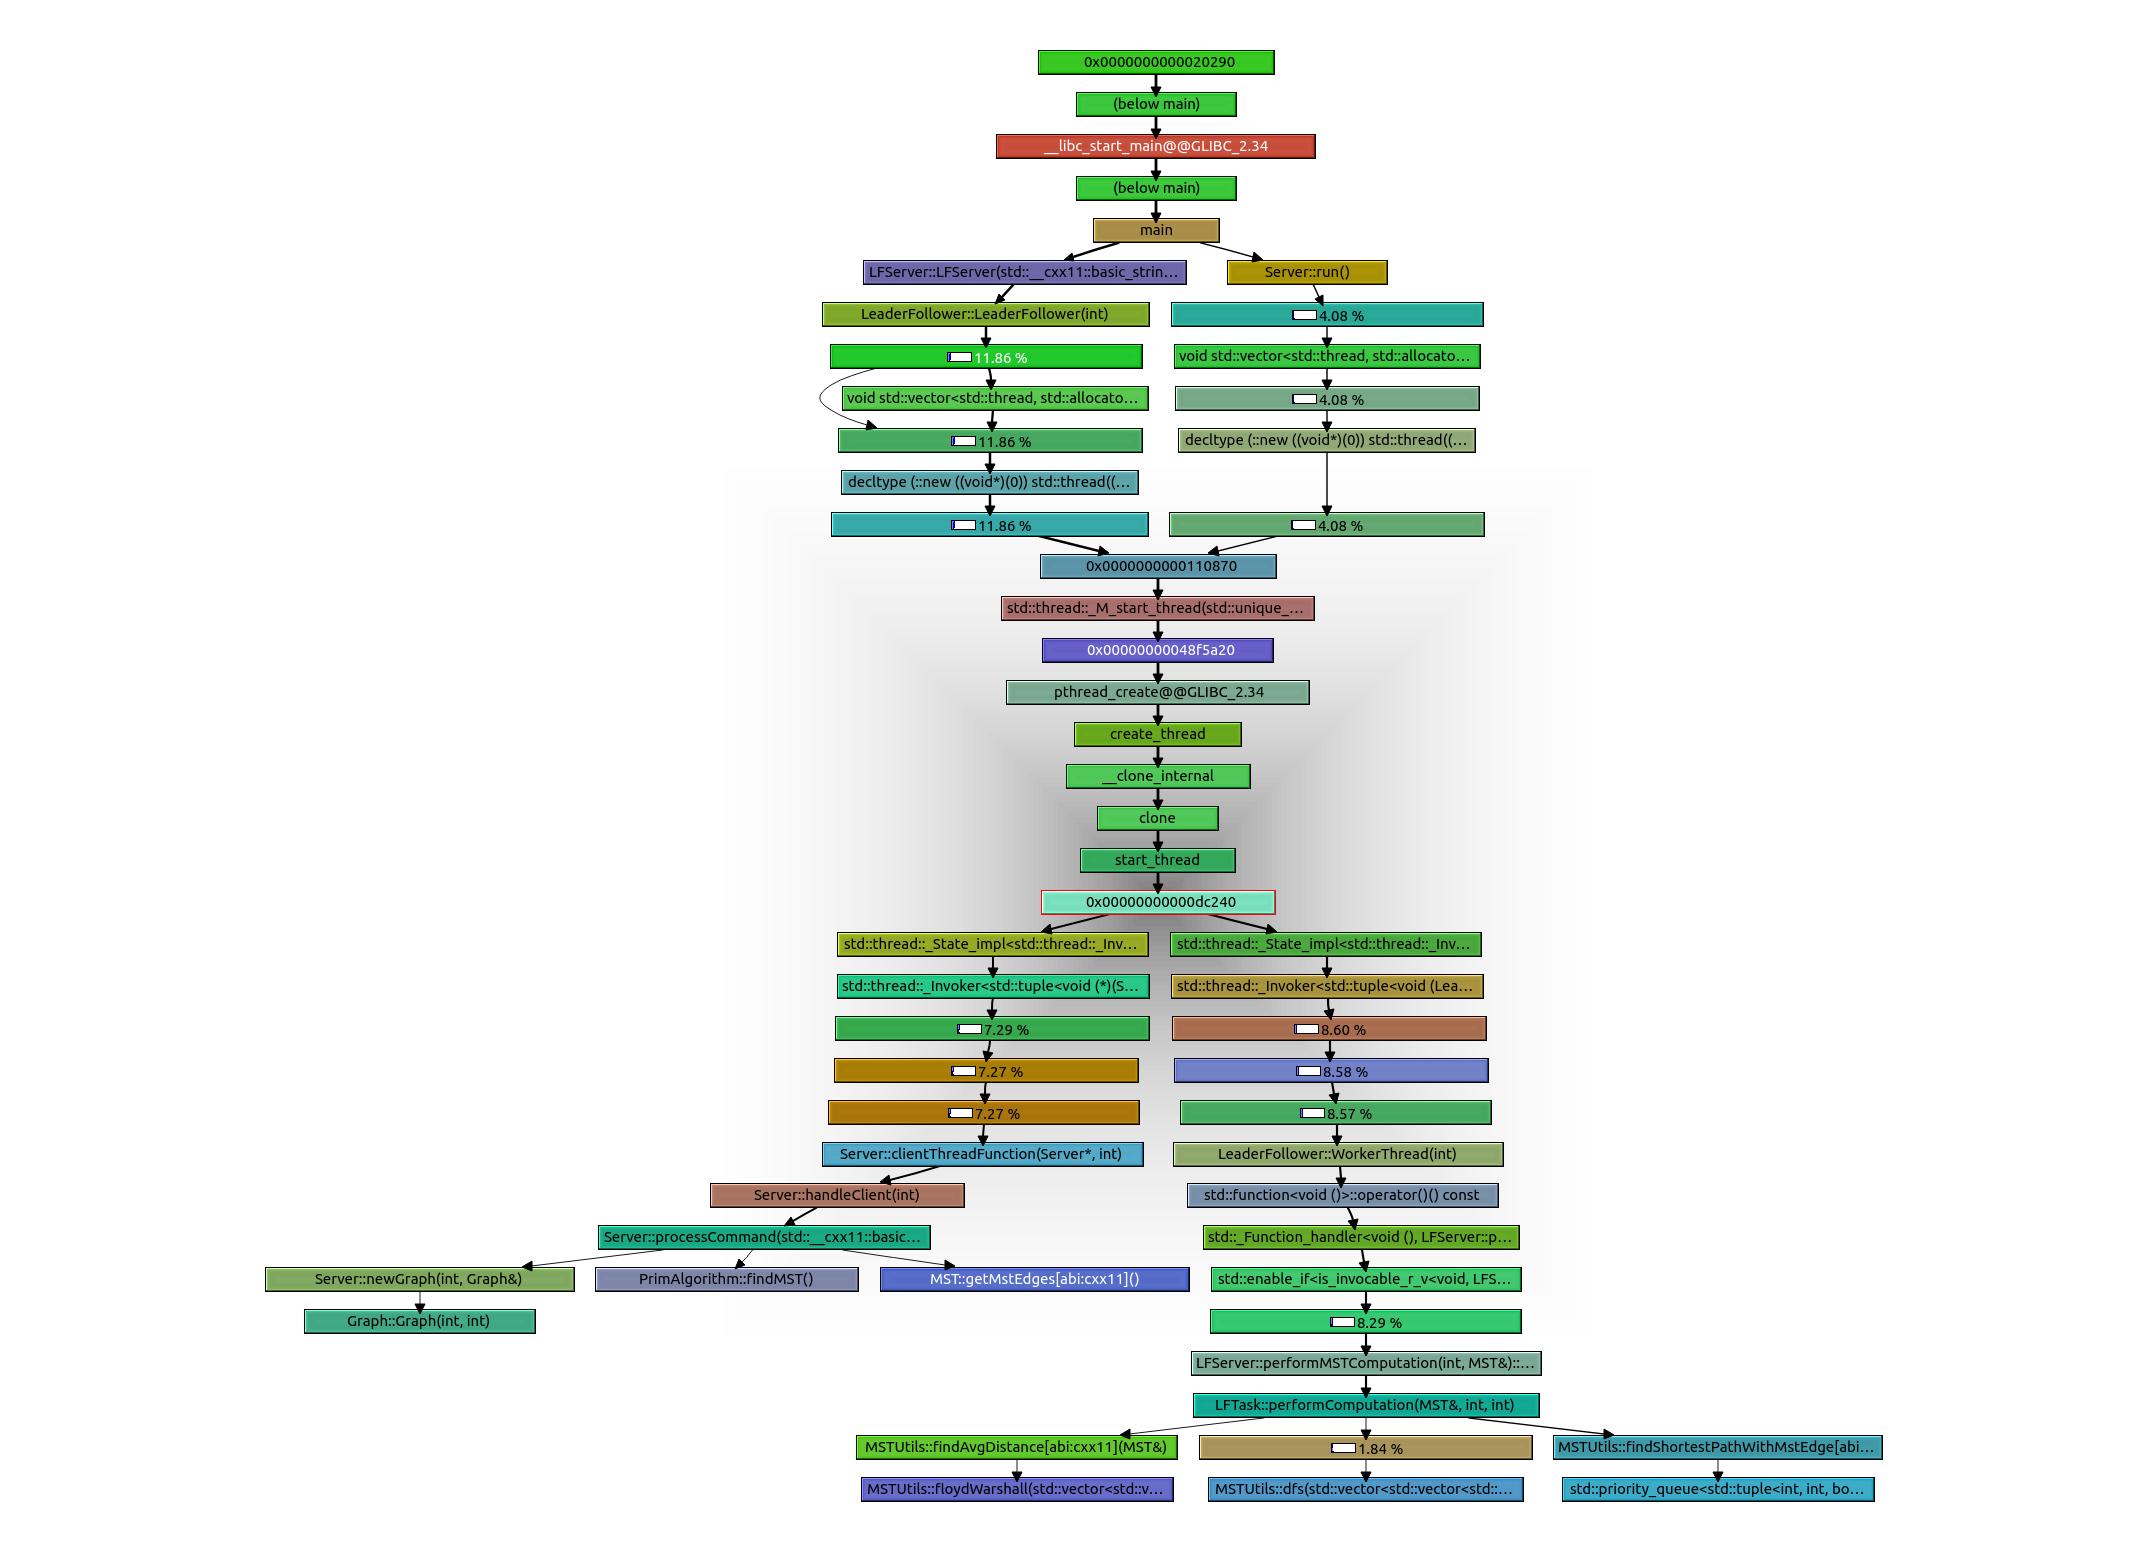 0x0000000000020290
(below main)
__libc_start_main@@GLIBC_2.34
(below main)
main
LFServer::LFServer(std::__cxx11::basic_strin...
Server::run()
LeaderFollower::LeaderFollower(int)
4.08 %
11.86 %
void std::vector<std::thread, std::allocato...
void std::vector<std::thread, std::allocato...
4.08 %
11.86 %
decltype (::new ((void*)(0)) std::thread((...
decltype (::new ((void*)(0)) std::thread((...
11.86 %
4.08 %
0x0000000000110870
std::thread::_M_start_thread(std::unique_...
0x00000000048f5a20
pthread_create@@GLIBC_2.34
create_thread
__clone_internal
clone
start_thread
0x00000000000dc240
std::thread::_State_impl<std::thread::_Inv...
std::thread::_State_impl<std::thread::_Inv...
std::thread::_Invoker<std::tuple<void (*)(S...
std::thread::_Invoker<std::tuple<void (Lea...
7.29 %
8.60 %
7.27 %
8.58 %
7.27 %
8.57 %
Server::clientThreadFunction(Server*, int)
LeaderFollower::WorkerThread(int)
Server::handleClient(int)
std::function<void ()>::operator()() const
Server::processCommand(std::__cxx11::basic...
std::_Function_handler<void (), LFServer::p...
Server::newGraph(int, Graph&)
PrimAlgorithm::findMST()
MST::getMstEdges[abi:cxx11]()
std::enable_if<is_invocable_r_v<void, LFS...
Graph::Graph(int, int)
8.29 %
LFServer::performMSTComputation(int, MST&)::...
LFTask::performComputation(MST&, int, int)
MSTUtils::findAvgDistance[abi:cxx11](MST&)
1.84 %
MSTUtils::findShortestPathWithMstEdge[abi...
MSTUtils::floydWarshall(std::vector<std::v...
MSTUtils::dfs(std::vector<std::vector<std::...
std::priority_queue<std::tuple<int, int, bo...